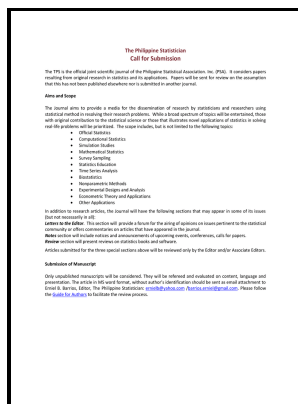 The Philippine Statistician
Call for Submission
The TPS is the official joint scientific journal of the Philippine Statistical Association. Inc. (PSA). It considers papers
resulting from original research in statistics and its applications. Papers will be sent for review on the assumption
that this has not been published elsewhere nor is submitted in another journal.
Aims and Scope
The Journal aims to provide a media for the dissemination of research by statisticians and researchers using
statistical method in resolving their research problems. While a broad spectrum of topics will be entertained, those
with original contribution to the statistical science or those that illustrates novel applications of statistics in solving
real-life problems will be prioritized. The scope includes, but is not limited to the following topics:
• Official Statistics
• Computational Statistics
• Simulation Studies
• Mathematical Statistics
• Survey Sampling
• Statistics Education
• Time Series Analysis
• Biostatistics
• Nonparametric Methods
• Experimental Designs and Analysis
• Econometric Theory and Applications
• Other Applications
In addition to research articles, the Journal will have the following sections that may appear in some of its issues
(but not necessarily in all):
Letters to the Editor: This section will provide a forum for the airing of opinions on issues pertinent to the statistical
community or offers commentaries on articles that have appeared in the journal.
Notes section will include notices and announcements of upcoming events, conferences, calls for papers.
Review section will present reviews on statistics books and software.
Articles submitted for the three special sections above will be reviewed only by the Editor and/or Associate Editors.
Submission of Manuscript
Only unpublished manuscripts will be considered. They will be refereed and evaluated on content, language and
presentation. The article in MS word format, without author's identification should be sent as email attachment to
Erniel B. Barrios, Editor, The Philippine Statistician: ernielb@yahoo.com /barrios.erniel@gmail.com. Please follow
the Guide for Authors to facilitate the review process.